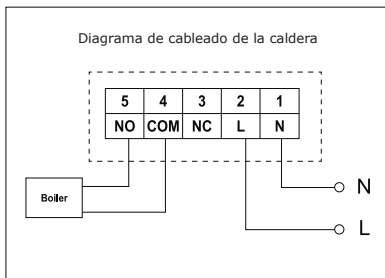 Diagrama de cableado de la caldera
5 4 3 2 1
NO COM NC L N
Boiler
N
L